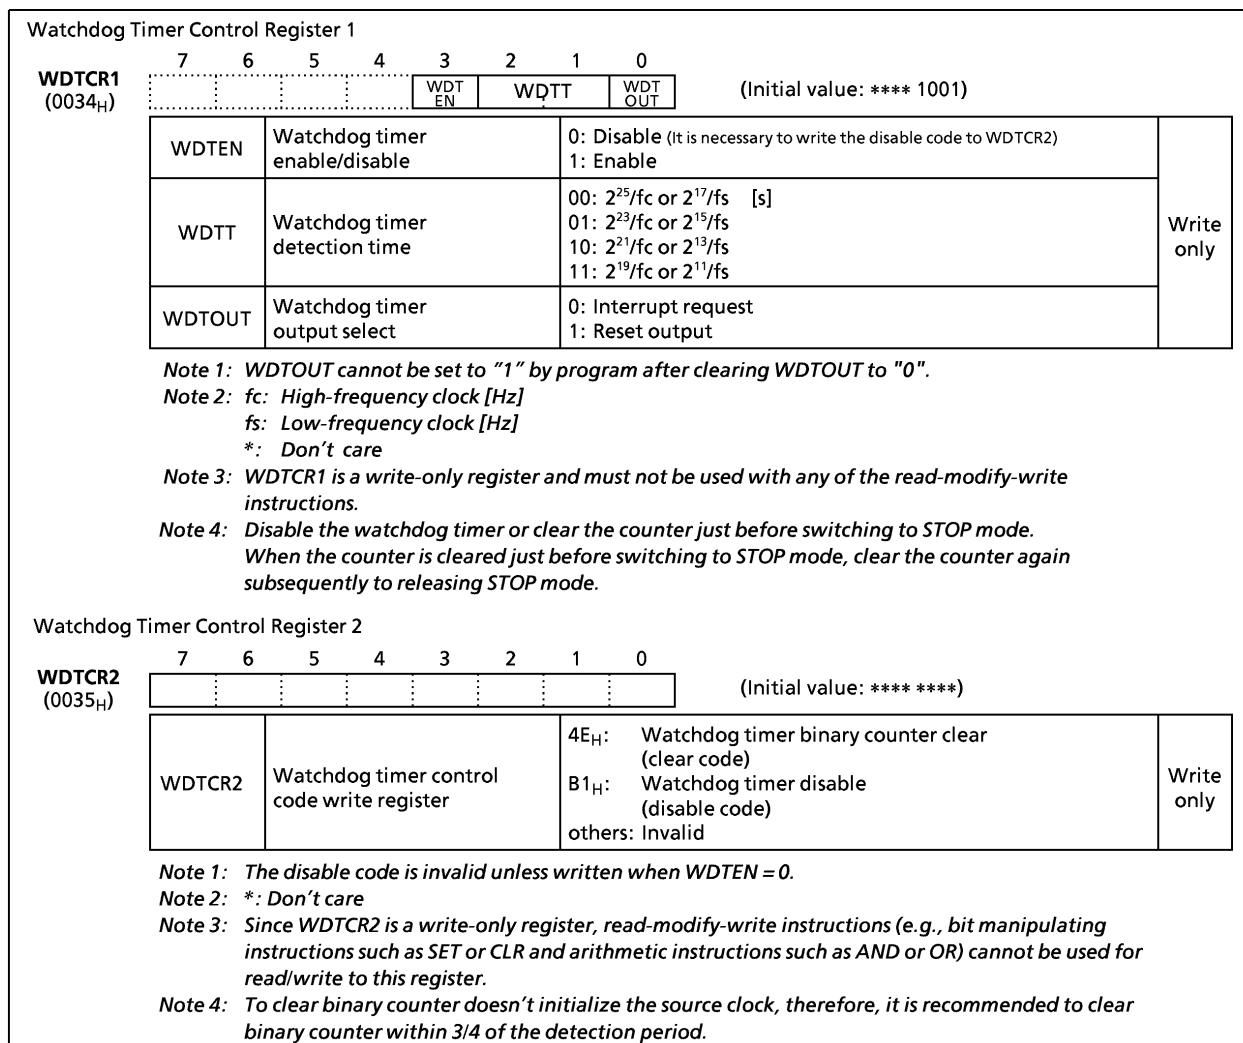 Watchdog Timer Control Register 1
7 6 5 4 3 2 1 0
WDTCR1
(0034H)
WDT EN WDTT WDT OUT
(Initial value: **** 1001)
WDTEN
Watchdog timer
enable/disable
0: Disable (It is necessary to write the disable code to WDTCR2)
1: Enable
WDTT
Watchdog timer
detection time
00: 2^25/fc or 2^17/fs [s]
01: 2^23/fc or 2^15/fs
10: 2^21/fc or 2^13/fs
11: 2^19/fc or 2^11/fs
WDTOUT
Watchdog timer
output select
0: Interrupt request
1: Reset output
Write
only
Note 1: WDTOUT cannot be set to ″1″ by program after clearing WDTOUT to "0".
Note 2: fc: High-frequency clock [Hz]
fs: Low-frequency clock [Hz]
*: Don't care
Note 3: WDTCR1 is a write-only register and must not be used with any of the read-modify-write
instructions.
Note 4: Disable the watchdog timer or clear the counter just before switching to STOP mode.
When the counter is cleared just before switching to STOP mode, clear the counter again
subsequently to releasing STOP mode.
Watchdog Timer Control Register 2
7 6 5 4 3 2 1 0
WDTCR2
(0035H)
(Initial value: **** ****)
WDTCR2
Watchdog timer control
code write register
4EH: Watchdog timer binary counter clear
(clear code)
B1H: Watchdog timer disable
(disable code)
others: Invalid
Write
only
Note 1: The disable code is invalid unless written when WDTEN = 0.
Note 2: *: Don't care
Note 3: Since WDTCR2 is a write-only register, read-modify-write instructions (e.g., bit manipulating
instructions such as SET or CLR and arithmetic instructions such as AND or OR) cannot be used for
read/write to this register.
Note 4: To clear binary counter doesn't initialize the source clock, therefore, it is recommended to clear
binary counter within 3/4 of the detection period.